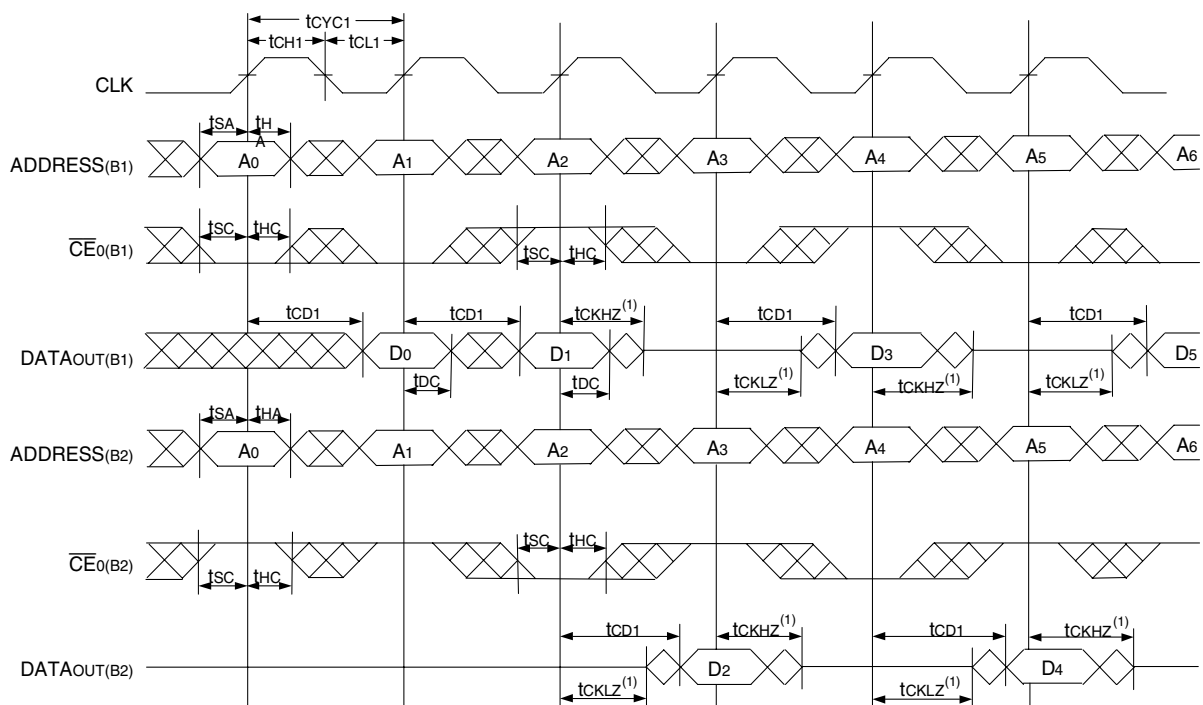 tCYC1
tCH1 tCL1
CLK
tSA tH
A
ADDRESS(B1) A0 A1 A2 A3 A4 A5 A6
tSC tHC
CE0(B1) tSC tHC
tCD1 tCD1 tCKHZ(1) tCD1 tCD1
DATAOUT(B1) D0 D1 D3 D5
tDC tDC tCKLZ(1) tCKHZ(1) tCKLZ(1)
tSA tHA
ADDRESS(B2) A0 A1 A2 A3 A4 A5 A6
tSC tHC
CE0(B2)
tSC tHC
tCD1 tCKHZ(1) tCD1 tCKHZ(1)
DATAOUT(B2) D2 D4
tCKLZ(1) tCKLZ(1)